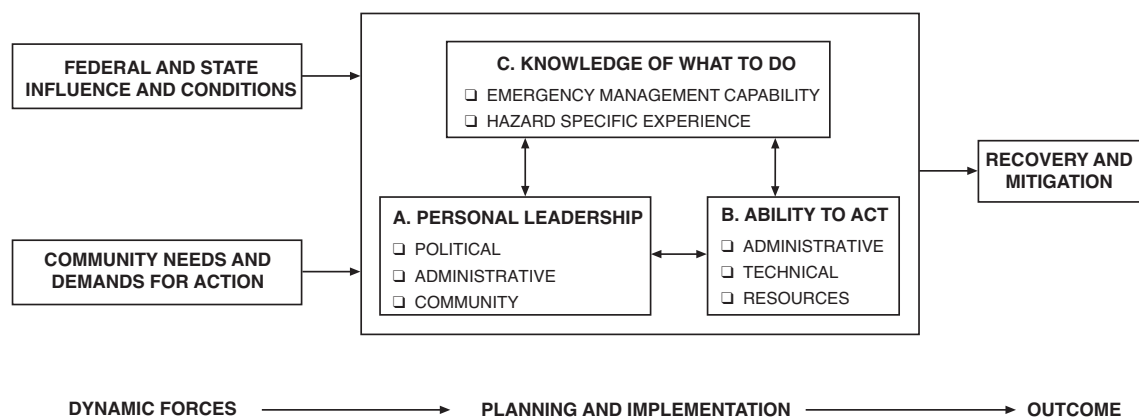 FEDERAL AND STATE
INFLUENCE AND CONDITIONS
COMMUNITY NEEDS AND
DEMANDS FOR ACTION
C. KNOWLEDGE OF WHAT TO DO
❑ EMERGENCY MANAGEMENT CAPABILITY
❑ HAZARD SPECIFIC EXPERIENCE
A. PERSONAL LEADERSHIP
❑ POLITICAL
❑ ADMINISTRATIVE
❑ COMMUNITY
B. ABILITY TO ACT
❑ ADMINISTRATIVE
❑ TECHNICAL
❑ RESOURCES
RECOVERY AND
MITIGATION
DYNAMIC FORCES
PLANNING AND IMPLEMENTATION
OUTCOME